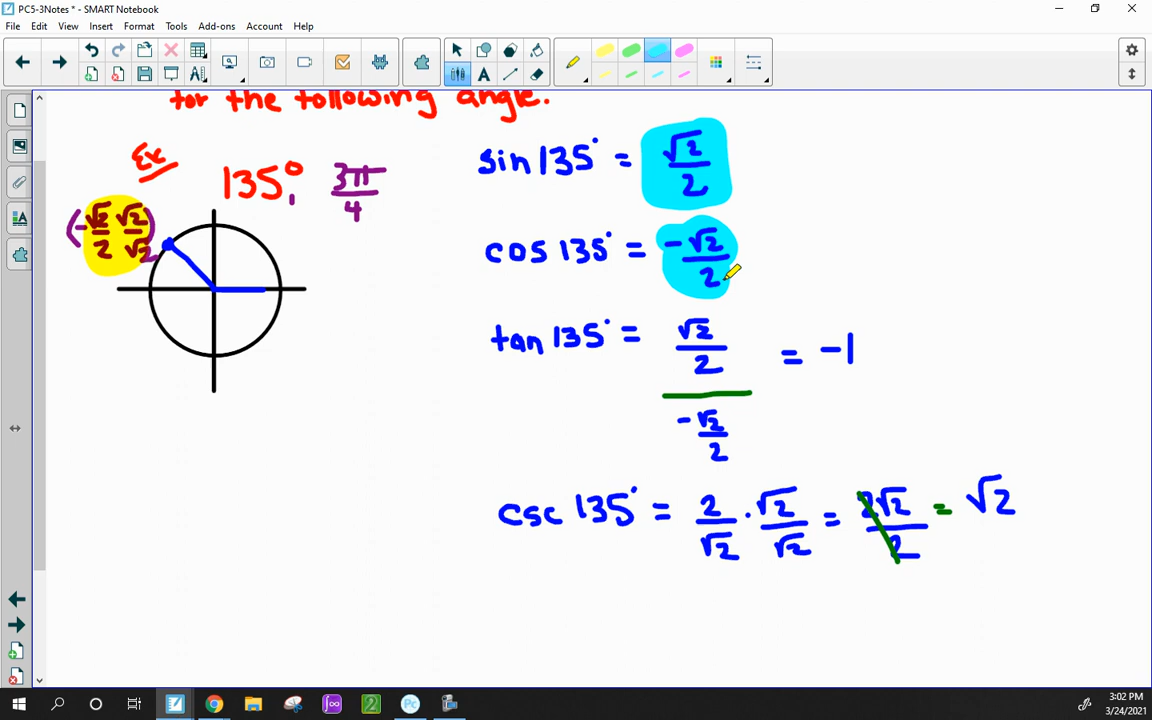 PC5-3Notes * - SMART Notebook
File Edit View Insert Format Tools Add-ons Account Help
for the following angle.
Ex
135°, 3π/4
(-√2/2 √2/√2)
sin 135° = √2/2
cos 135° = -√2/2
tan 135° = √2/2 / -√2/2 = -1
csc 135° = 2/√2 · √2/√2 = 2√2/2 = √2
3:02 PM
3/24/2021